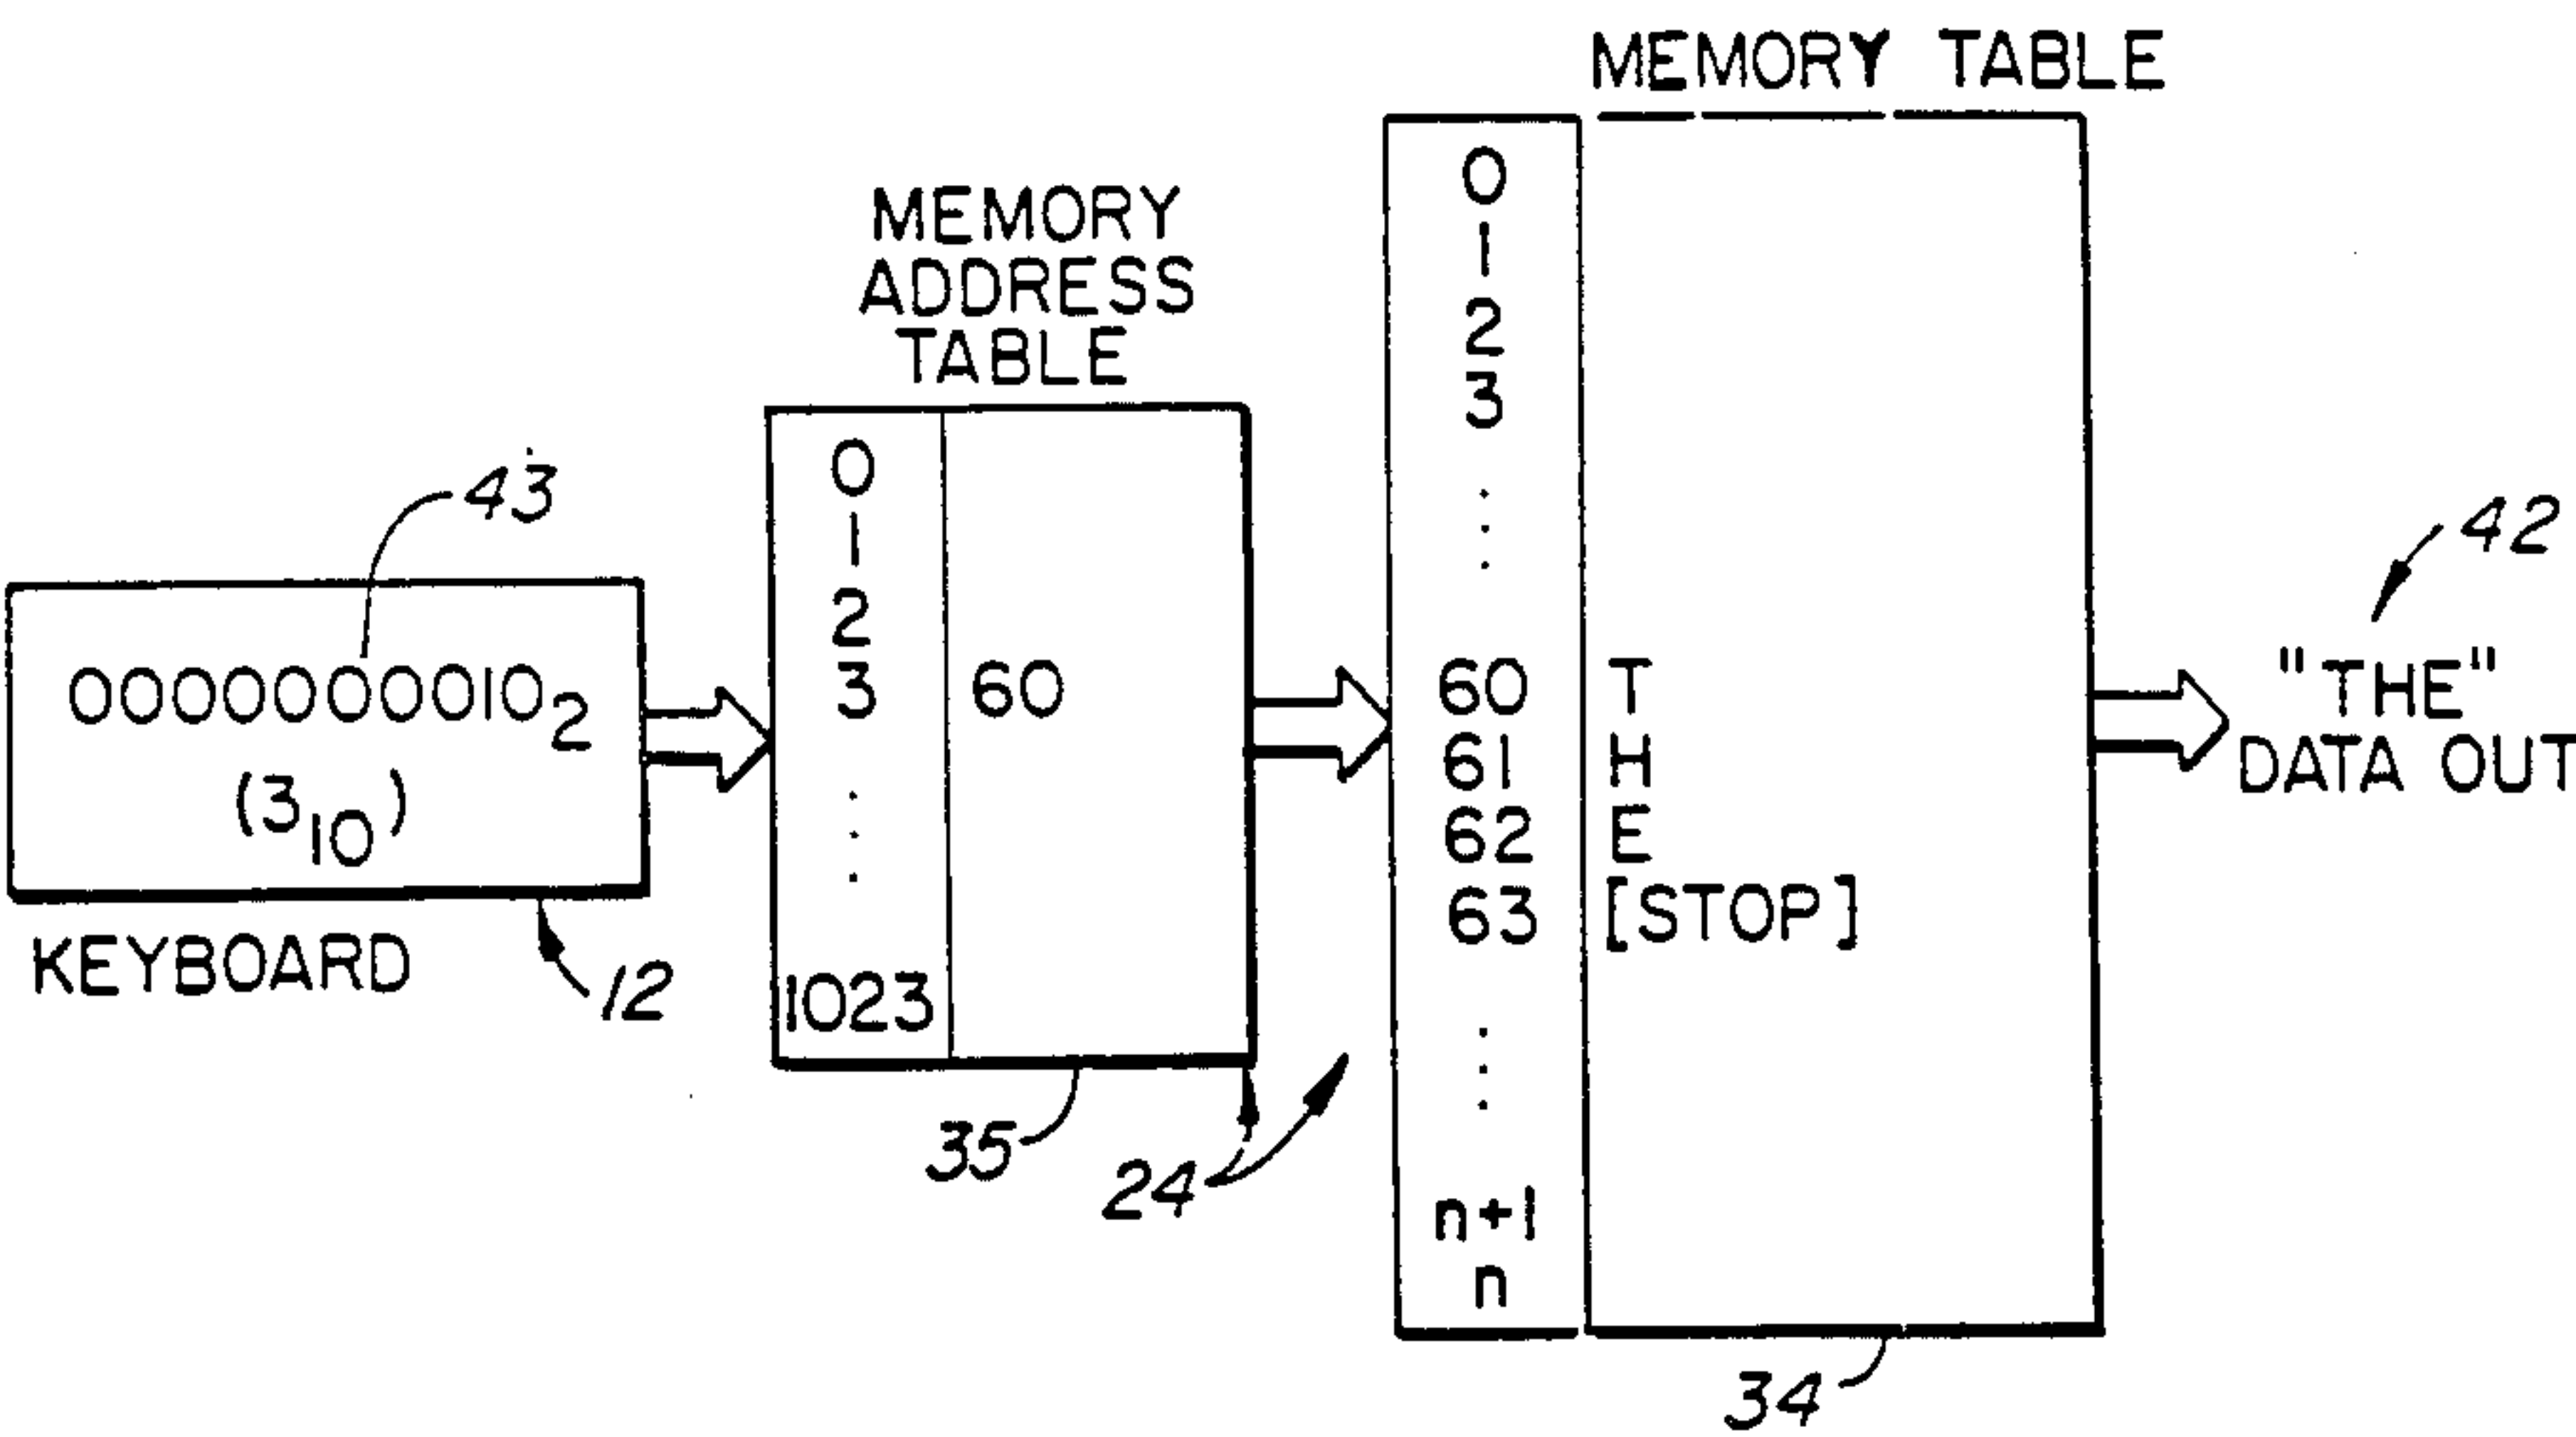 43
0000000010₂
(3₁₀)
KEYBOARD
12
MEMORY
ADDRESS
TABLE
0
1
2
3 60
.
.
.
1023
35
24
MEMORY TABLE
0
1
2
3
.
.
.
60 T
61 H
62 E
63 [STOP]
.
.
.
n+1
n
34
42
"THE"
DATA OUT